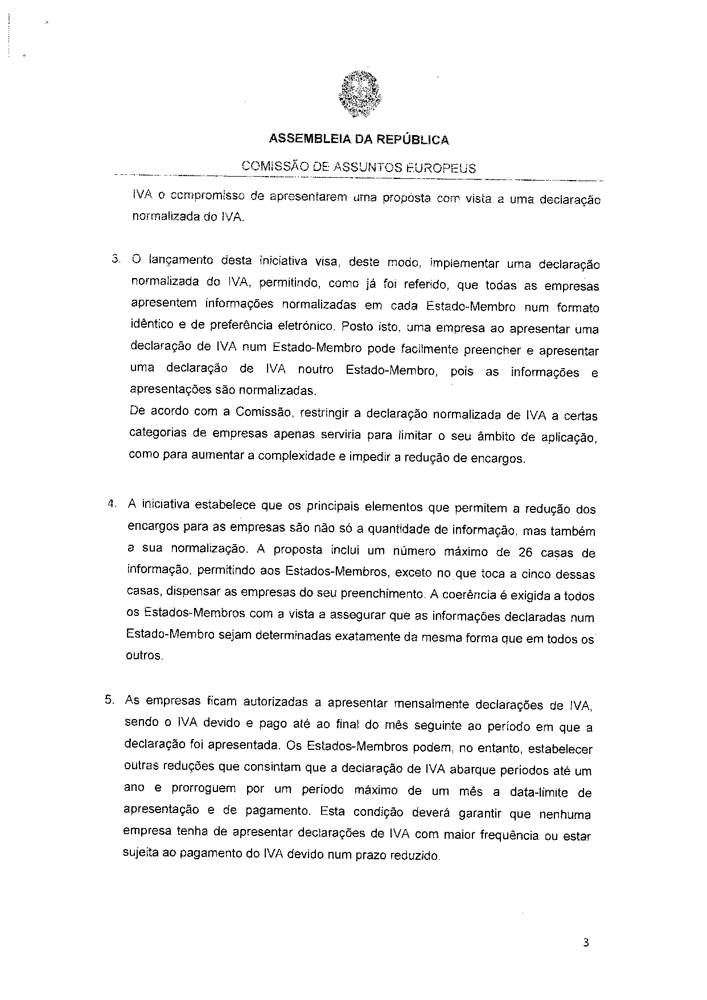 ASSEMBLEIA DA REPÚBLICA
COMISSÃO DE ASSUNTOS EUROPEUS
IVA o compromisso de apresentarem uma proposta com vista a uma declaração
normalizada do IVA.
3. O lançamento desta iniciativa visa, deste modo, implementar uma declaração
normalizada do IVA, permitindo, como já foi referido, que todas as empresas
apresentem informações normalizadas em cada Estado-Membro num formato
idêntico e de preferência eletrónico. Posto isto, uma empresa ao apresentar uma
declaração de IVA num Estado-Membro pode facilmente preencher e apresentar
uma declaração de IVA noutro Estado-Membro, pois as informações e
apresentações são normalizadas.
De acordo com a Comissão, restringir a declaração normalizada de IVA a certas
categorias de empresas apenas serviria para limitar o seu âmbito de aplicação,
como para aumentar a complexidade e impedir a redução de encargos.
4. A iniciativa estabelece que os principais elementos que permitem a redução dos
encargos para as empresas são não só a quantidade de informação, mas também
a sua normalização. A proposta inclui um número máximo de 26 casas de
informação, permitindo aos Estados-Membros, exceto no que toca a cinco dessas
casas, dispensar as empresas do seu preenchimento. A coerência é exigida a todos
os Estados-Membros com a vista a assegurar que as informações declaradas num
Estado-Membro sejam determinadas exatamente da mesma forma que em todos os
outros.
5. As empresas ficam autorizadas a apresentar mensalmente declarações de IVA,
sendo o IVA devido e pago até ao final do mês seguinte ao período em que a
declaração foi apresentada. Os Estados-Membros podem, no entanto, estabelecer
outras reduções que consintam que a declaração de IVA abarque períodos até um
ano e prorroguem por um período máximo de um mês a data-limite de
apresentação e de pagamento. Esta condição deverá garantir que nenhuma
empresa tenha de apresentar declarações de IVA com maior frequência ou estar
sujeita ao pagamento do IVA devido num prazo reduzido.
3